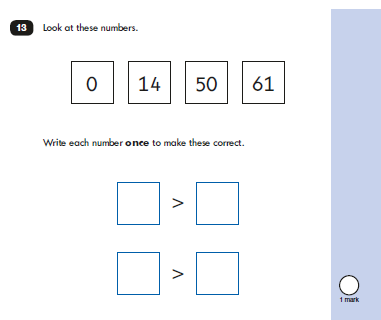 13 Look at these numbers.
0 14 50 61
Write each number once to make these correct.
>
>
1 mark